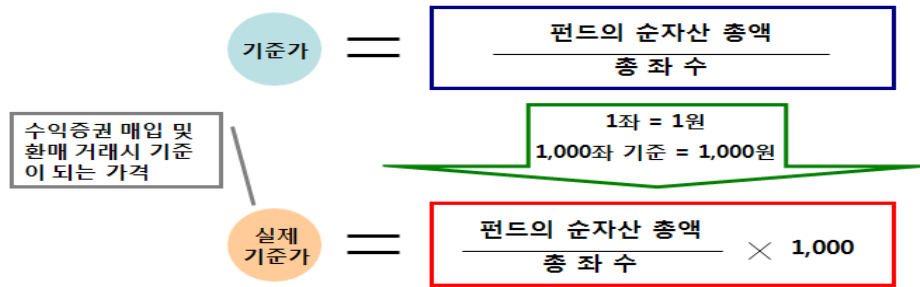 기준가
=
펀드의 순자산 총액
총 좌 수
수익증권 매입 및
환매 거래시 기준
이 되는 가격
1좌 = 1원
1,000좌 기준 = 1,000원
실제
기준가
=
펀드의 순자산 총액
총 좌 수
× 1,000